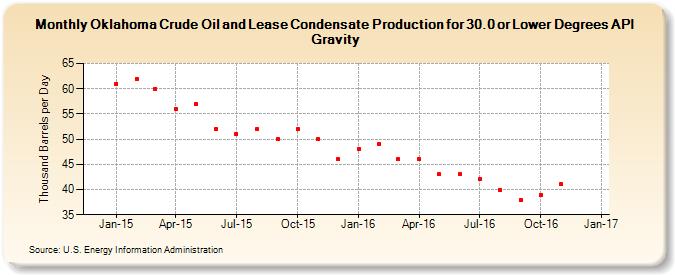 Monthly Oklahoma Crude Oil and Lease Condensate Production for 30.0 or Lower Degrees API
Gravity
Thousand Barrels per Day
65
60
55
50
45
40
35
Jan-15
Apr-15
Jul-15
Oct-15
Jan-16
Apr-16
Jul-16
Oct-16
Jan-17
Source: U.S. Energy Information Administration